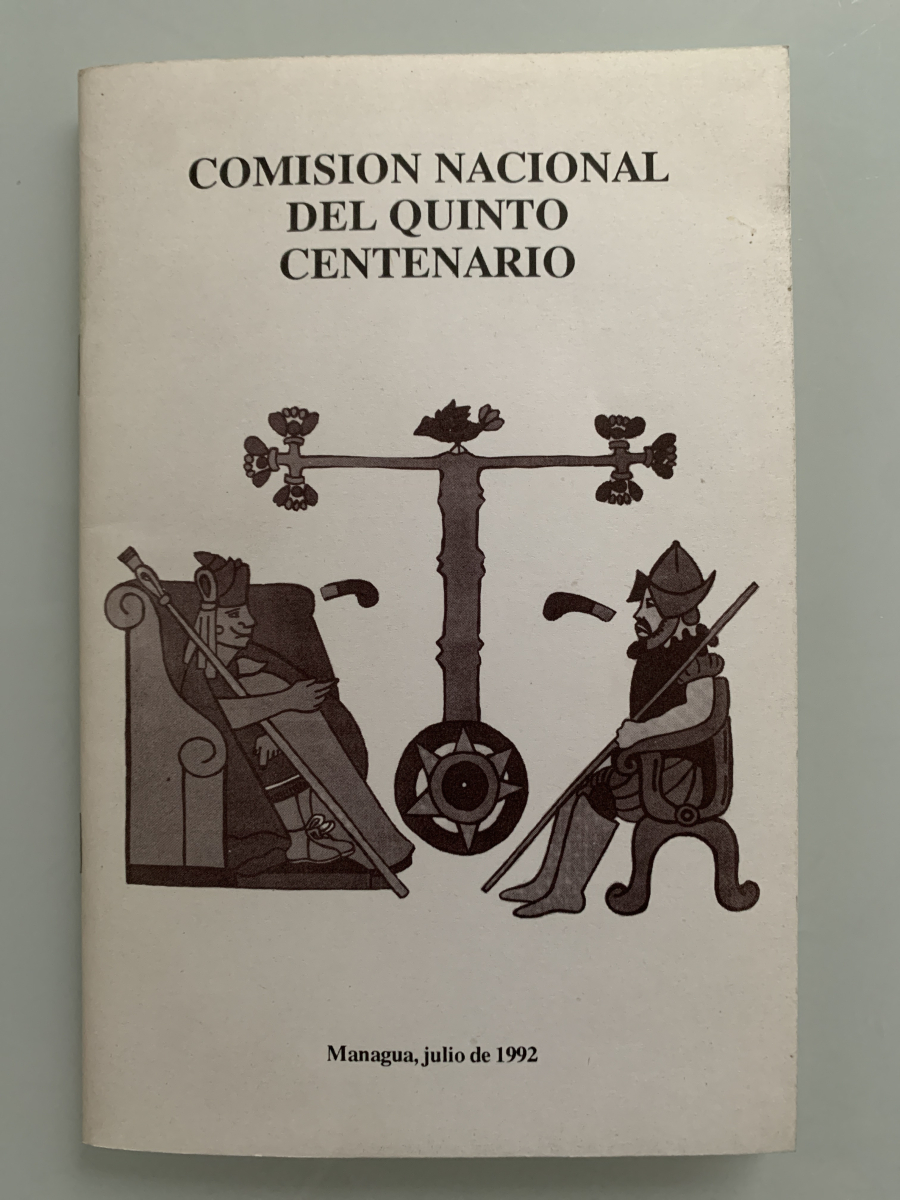 COMISION NACIONAL
DEL QUINTO
CENTENARIO
Managua, julio de 1992